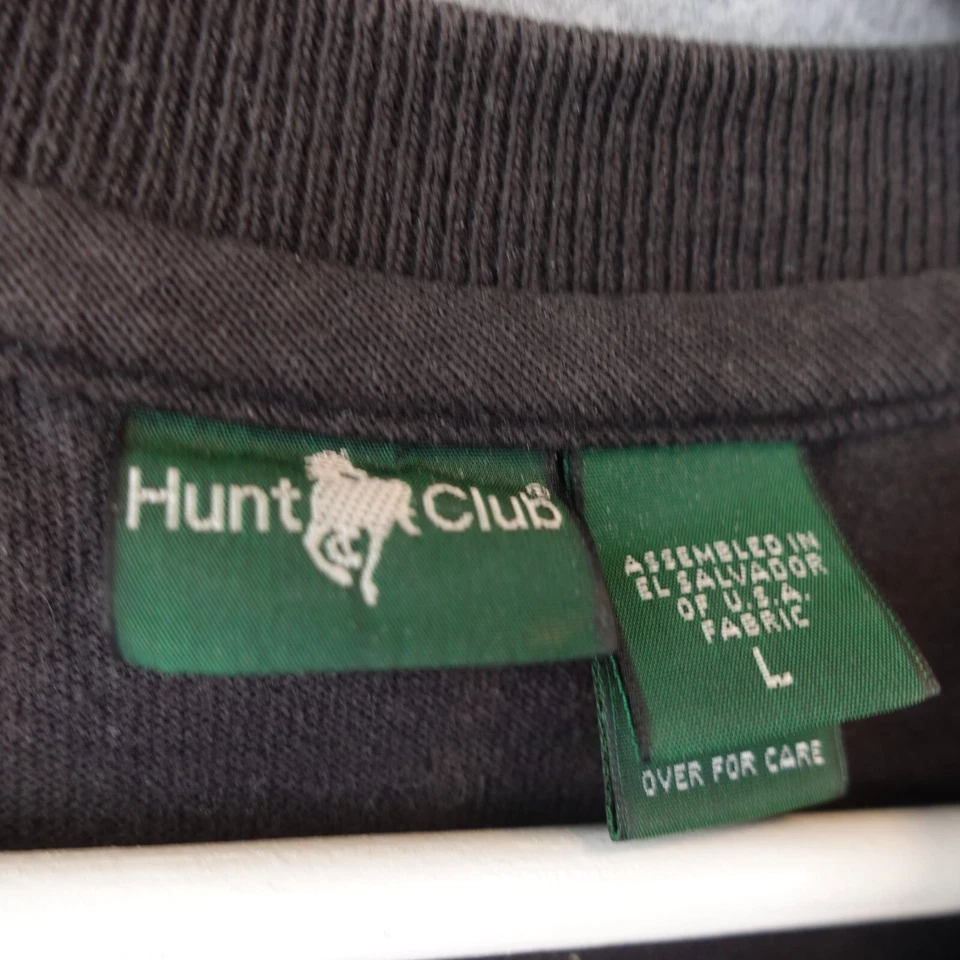 Hunt Club®
ASSEMBLED IN
EL SALVADOR
OF U.S.A.
FABRIC
L
OVER FOR CARE